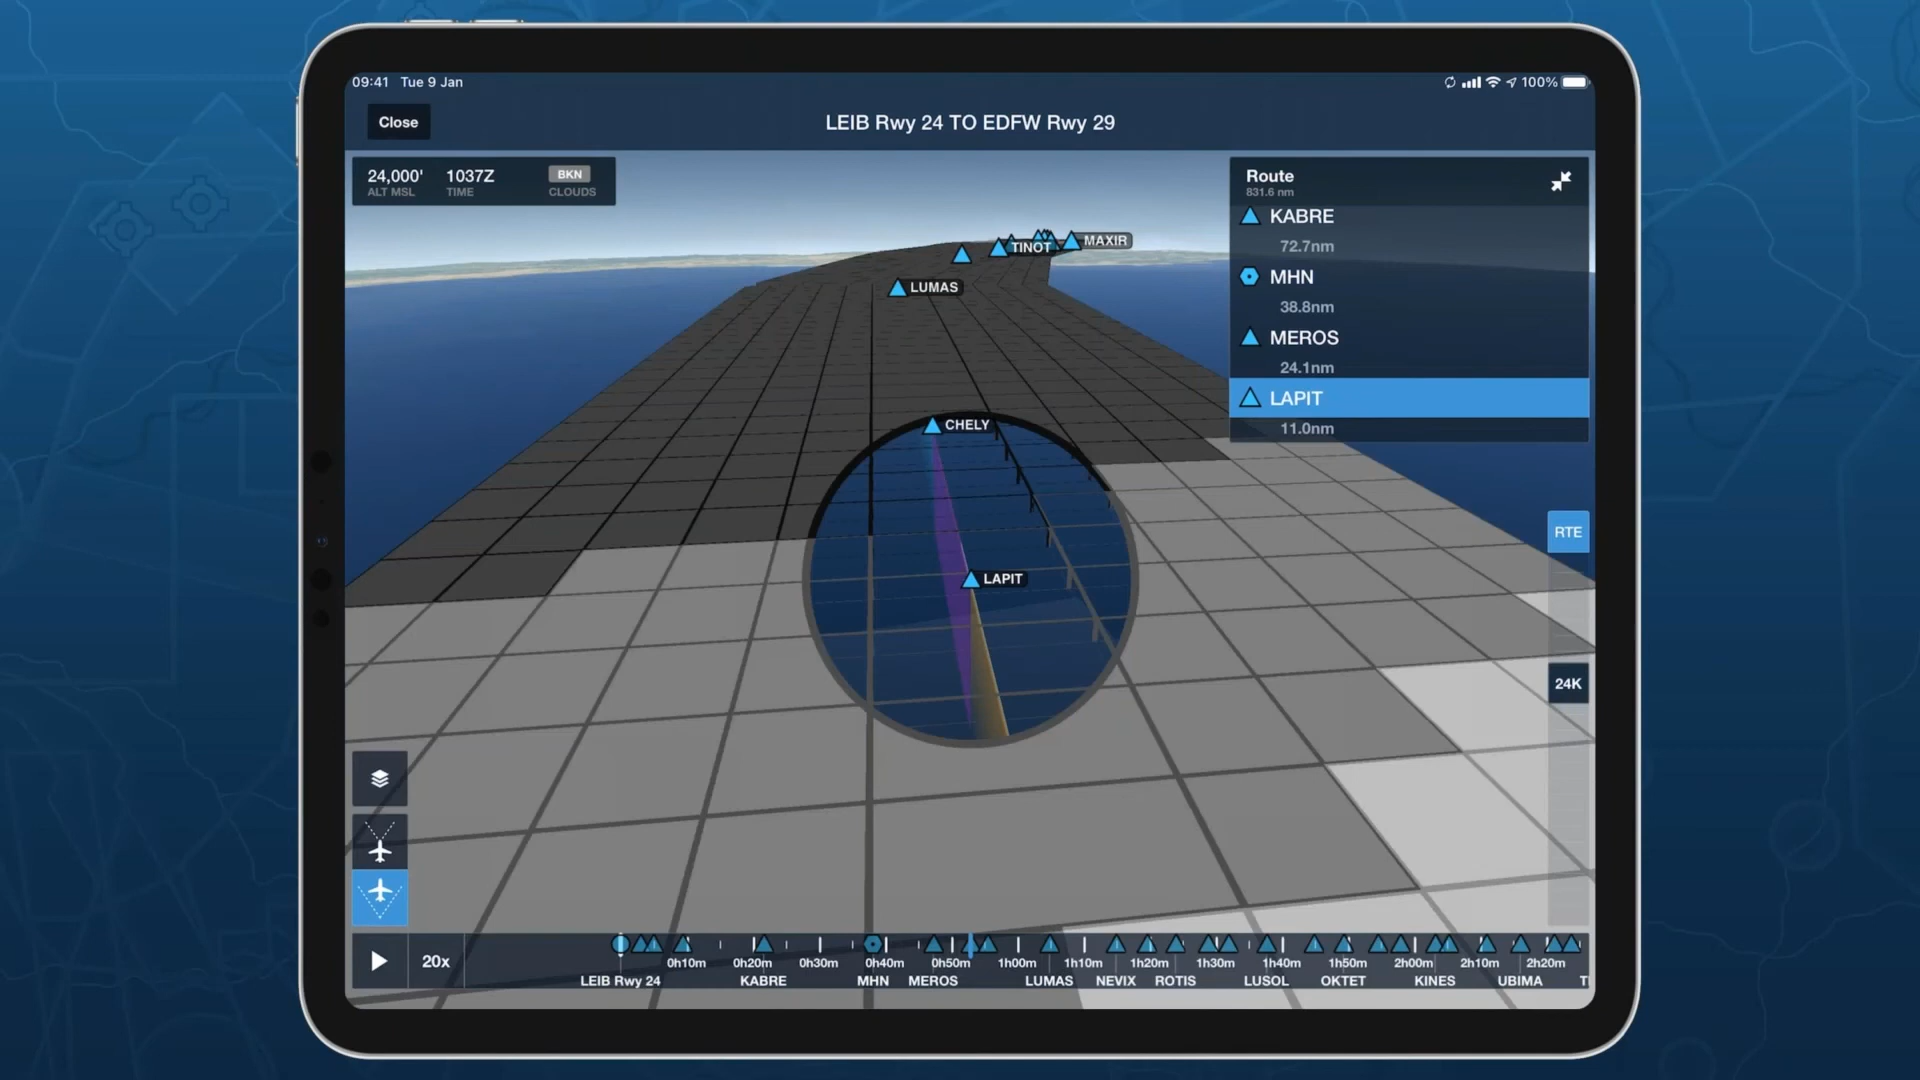 09:41 Tue 9 Jan
100%
Close
LEIB Rwy 24 TO EDFW Rwy 29
24,000' 1037Z BKN
ALT MSL TIME CLOUDS
Route
831.6 nm
KABRE
72.7nm
MHN
38.8nm
MEROS
24.1nm
LAPIT
11.0nm
TINOT
MAXIR
LUMAS
CHELY
LAPIT
RTE
24K
20x
0h10m 0h20m 0h30m 0h40m 0h50m 1h00m 1h10m 1h20m 1h30m 1h40m 1h50m 2h00m 2h10m 2h20m
LEIB Rwy 24 KABRE MHN MEROS LUMAS NEVIX ROTIS LUSOL OKTET KINES UBIMA T